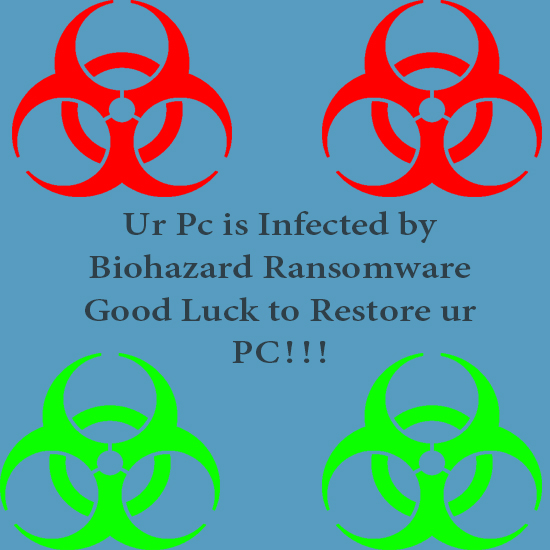 Ur Pc is Infected by
Biohazard Ransomware
Good Luck to Restore ur
PC!!!